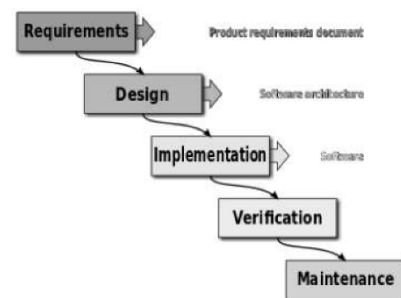 Requirements
Product requirements document
Design
Software architecture
Implementation
Software
Verification
Maintenance